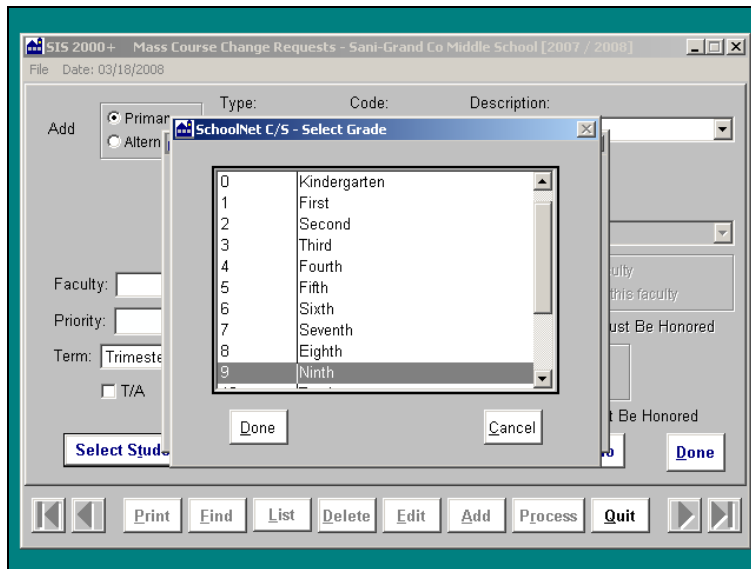 SIS 2000+ Mass Course Change Requests - Sani-Grand Co Middle School [2007 / 2008]
File Date: 03/18/2008
Type: Code: Description:
Add
Primar
Altern
SchoolNet C/S - Select Grade
0 Kindergarten
1 First
2 Second
3 Third
4 Fourth
5 Fifth
6 Sixth
7 Seventh
8 Eighth
9 Ninth
Faculty:
ulty
this faculty
Priority:
ust Be Honored
Term: Trimeste
T/A
t Be Honored
Done Cancel
Select Stud
Done
Print Find List Delete Edit Add Process Quit